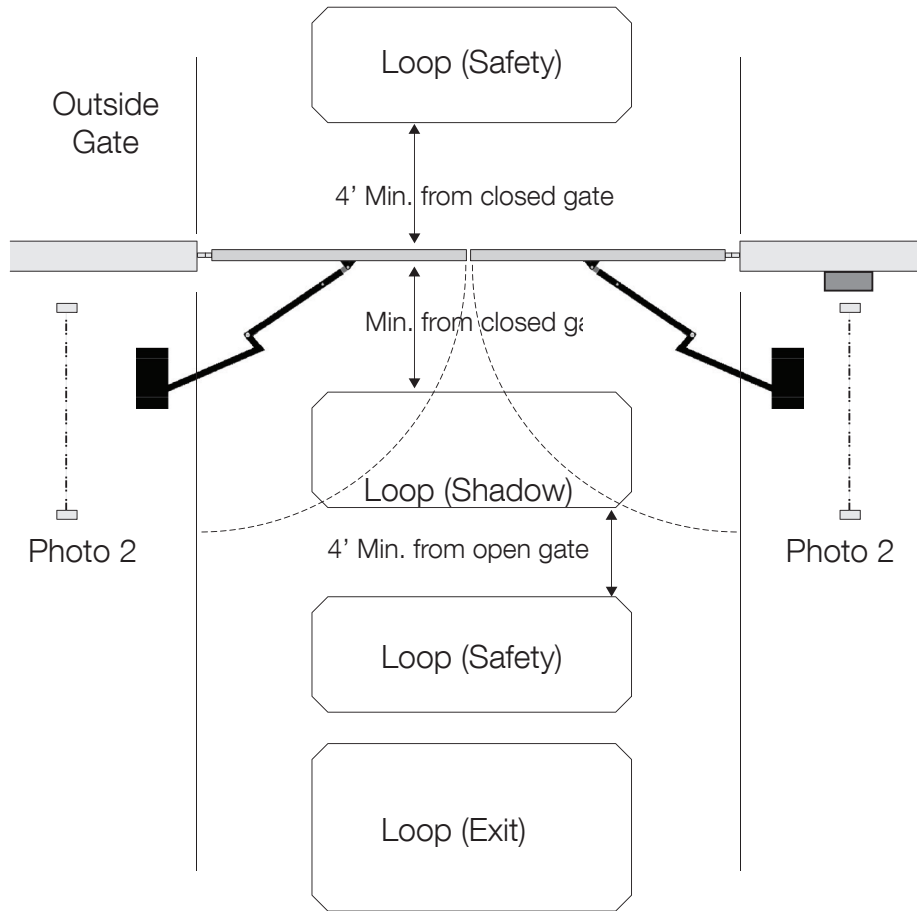 Loop (Safety)
Outside
Gate
4’ Min. from closed gate
Min. from closed
Loop (Shadow)
4’ Min. from open gate
Photo 2
Photo 2
Loop (Safety)
Loop (Exit)